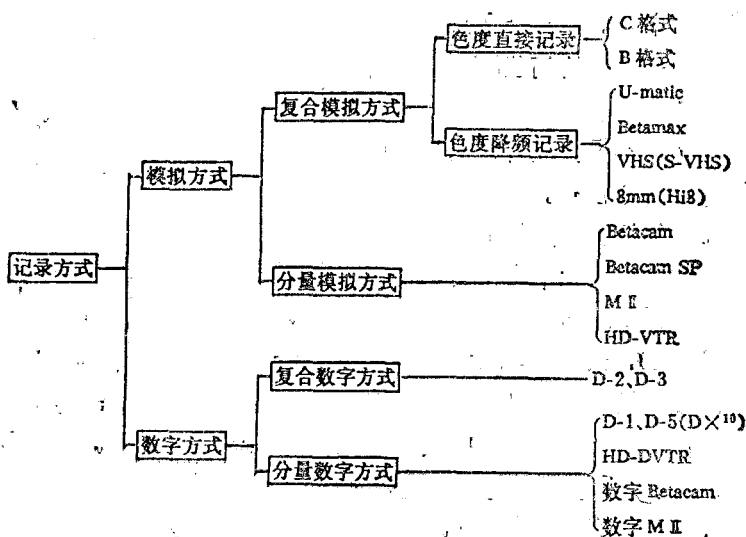 C 格式
色度直接记录
B 格式
U-matic
复合模拟方式
Betamax
色度降频记录
VHS(S-VHS)
模拟方式
8mm(Hi8)
Betacam
记录方式
Betacam SP
分量模拟方式
M Ⅱ
HD-VTR
复合数字方式
D-2、D-3
D-1、D-5(D×¹⁰)
数字方式
HD-DVTR
分量数字方式
数字 Betacam
数字 M Ⅱ